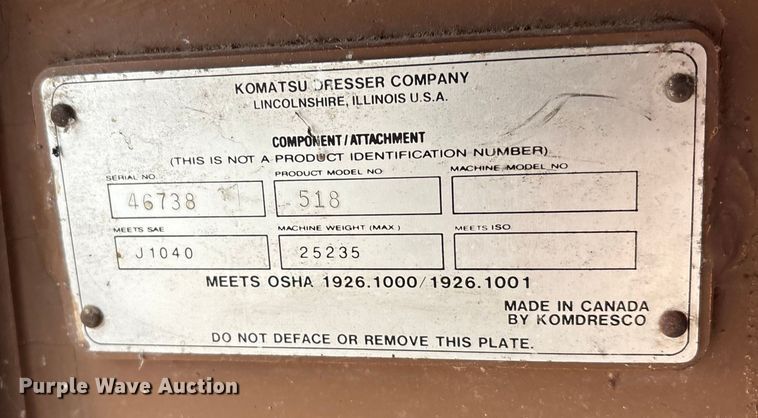 KOMATSU DRESSER COMPANY
LINCOLNSHIRE, ILLINOIS U.S.A.
COMPONENT/ATTACHMENT
(THIS IS NOT A PRODUCT IDENTIFICATION NUMBER)
SERIAL NO. PRODUCT MODEL NO MACHINE MODEL NO
46738 518
MEETS SAE MACHINE WEIGHT (MAX) MEETS ISO
J1040 25235
MEETS OSHA 1926.1000/1926.1001
MADE IN CANADA
BY KOMDRESCO
DO NOT DEFACE OR REMOVE THIS PLATE.
Purple Wave Auction